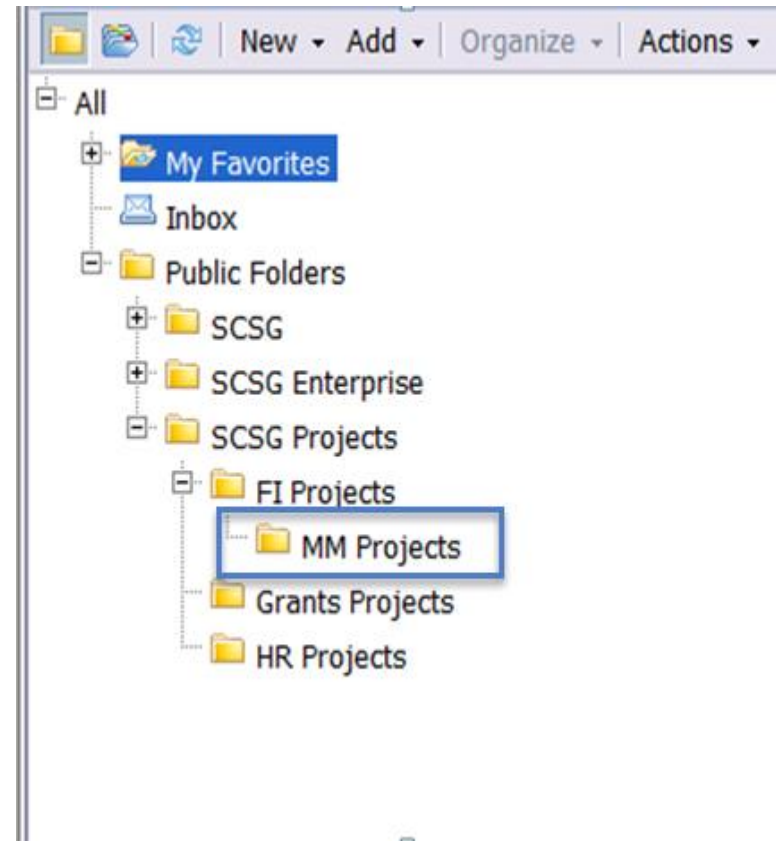 New Add Organize Actions
All
My Favorites
Inbox
Public Folders
SCSG
SCSG Enterprise
SCSG Projects
FI Projects
MM Projects
Grants Projects
HR Projects